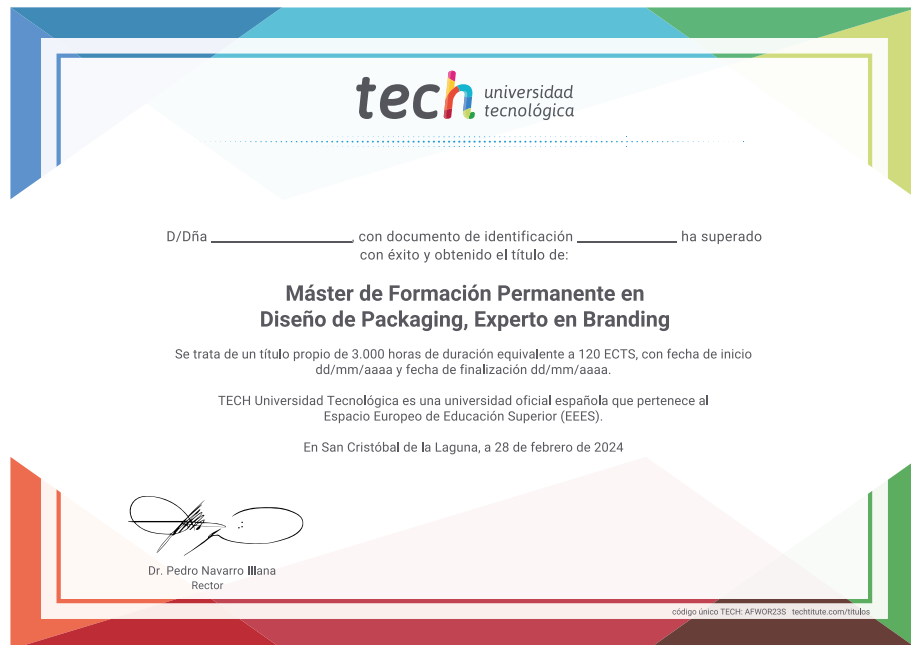 tech universidad
tecnológica
D/Dña ________________, con documento de identificación ____________ ha superado
con éxito y obtenido el título de:
Máster de Formación Permanente en
Diseño de Packaging, Experto en Branding
Se trata de un título propio de 3.000 horas de duración equivalente a 120 ECTS, con fecha de inicio
dd/mm/aaaa y fecha de finalización dd/mm/aaaa.
TECH Universidad Tecnológica es una universidad oficial española que pertenece al
Espacio Europeo de Educación Superior (EEES).
En San Cristóbal de la Laguna, a 28 de febrero de 2024
Dr. Pedro Navarro Illana
Rector
código único TECH: AFWOR23S techtitute.com/titulos